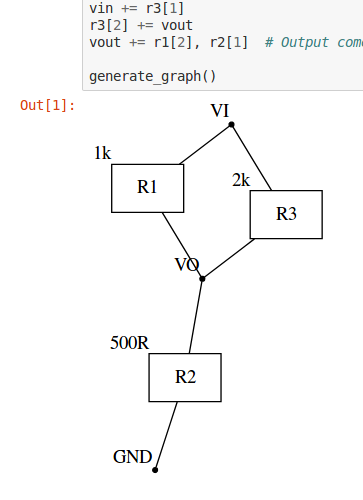 vin += r3[1]
r3[2] += vout
vout += r1[2], r2[1]  # Output com
generate_graph()
Out[1]:
VI
1k
R1
2k
R3
VO
500R
R2
GND